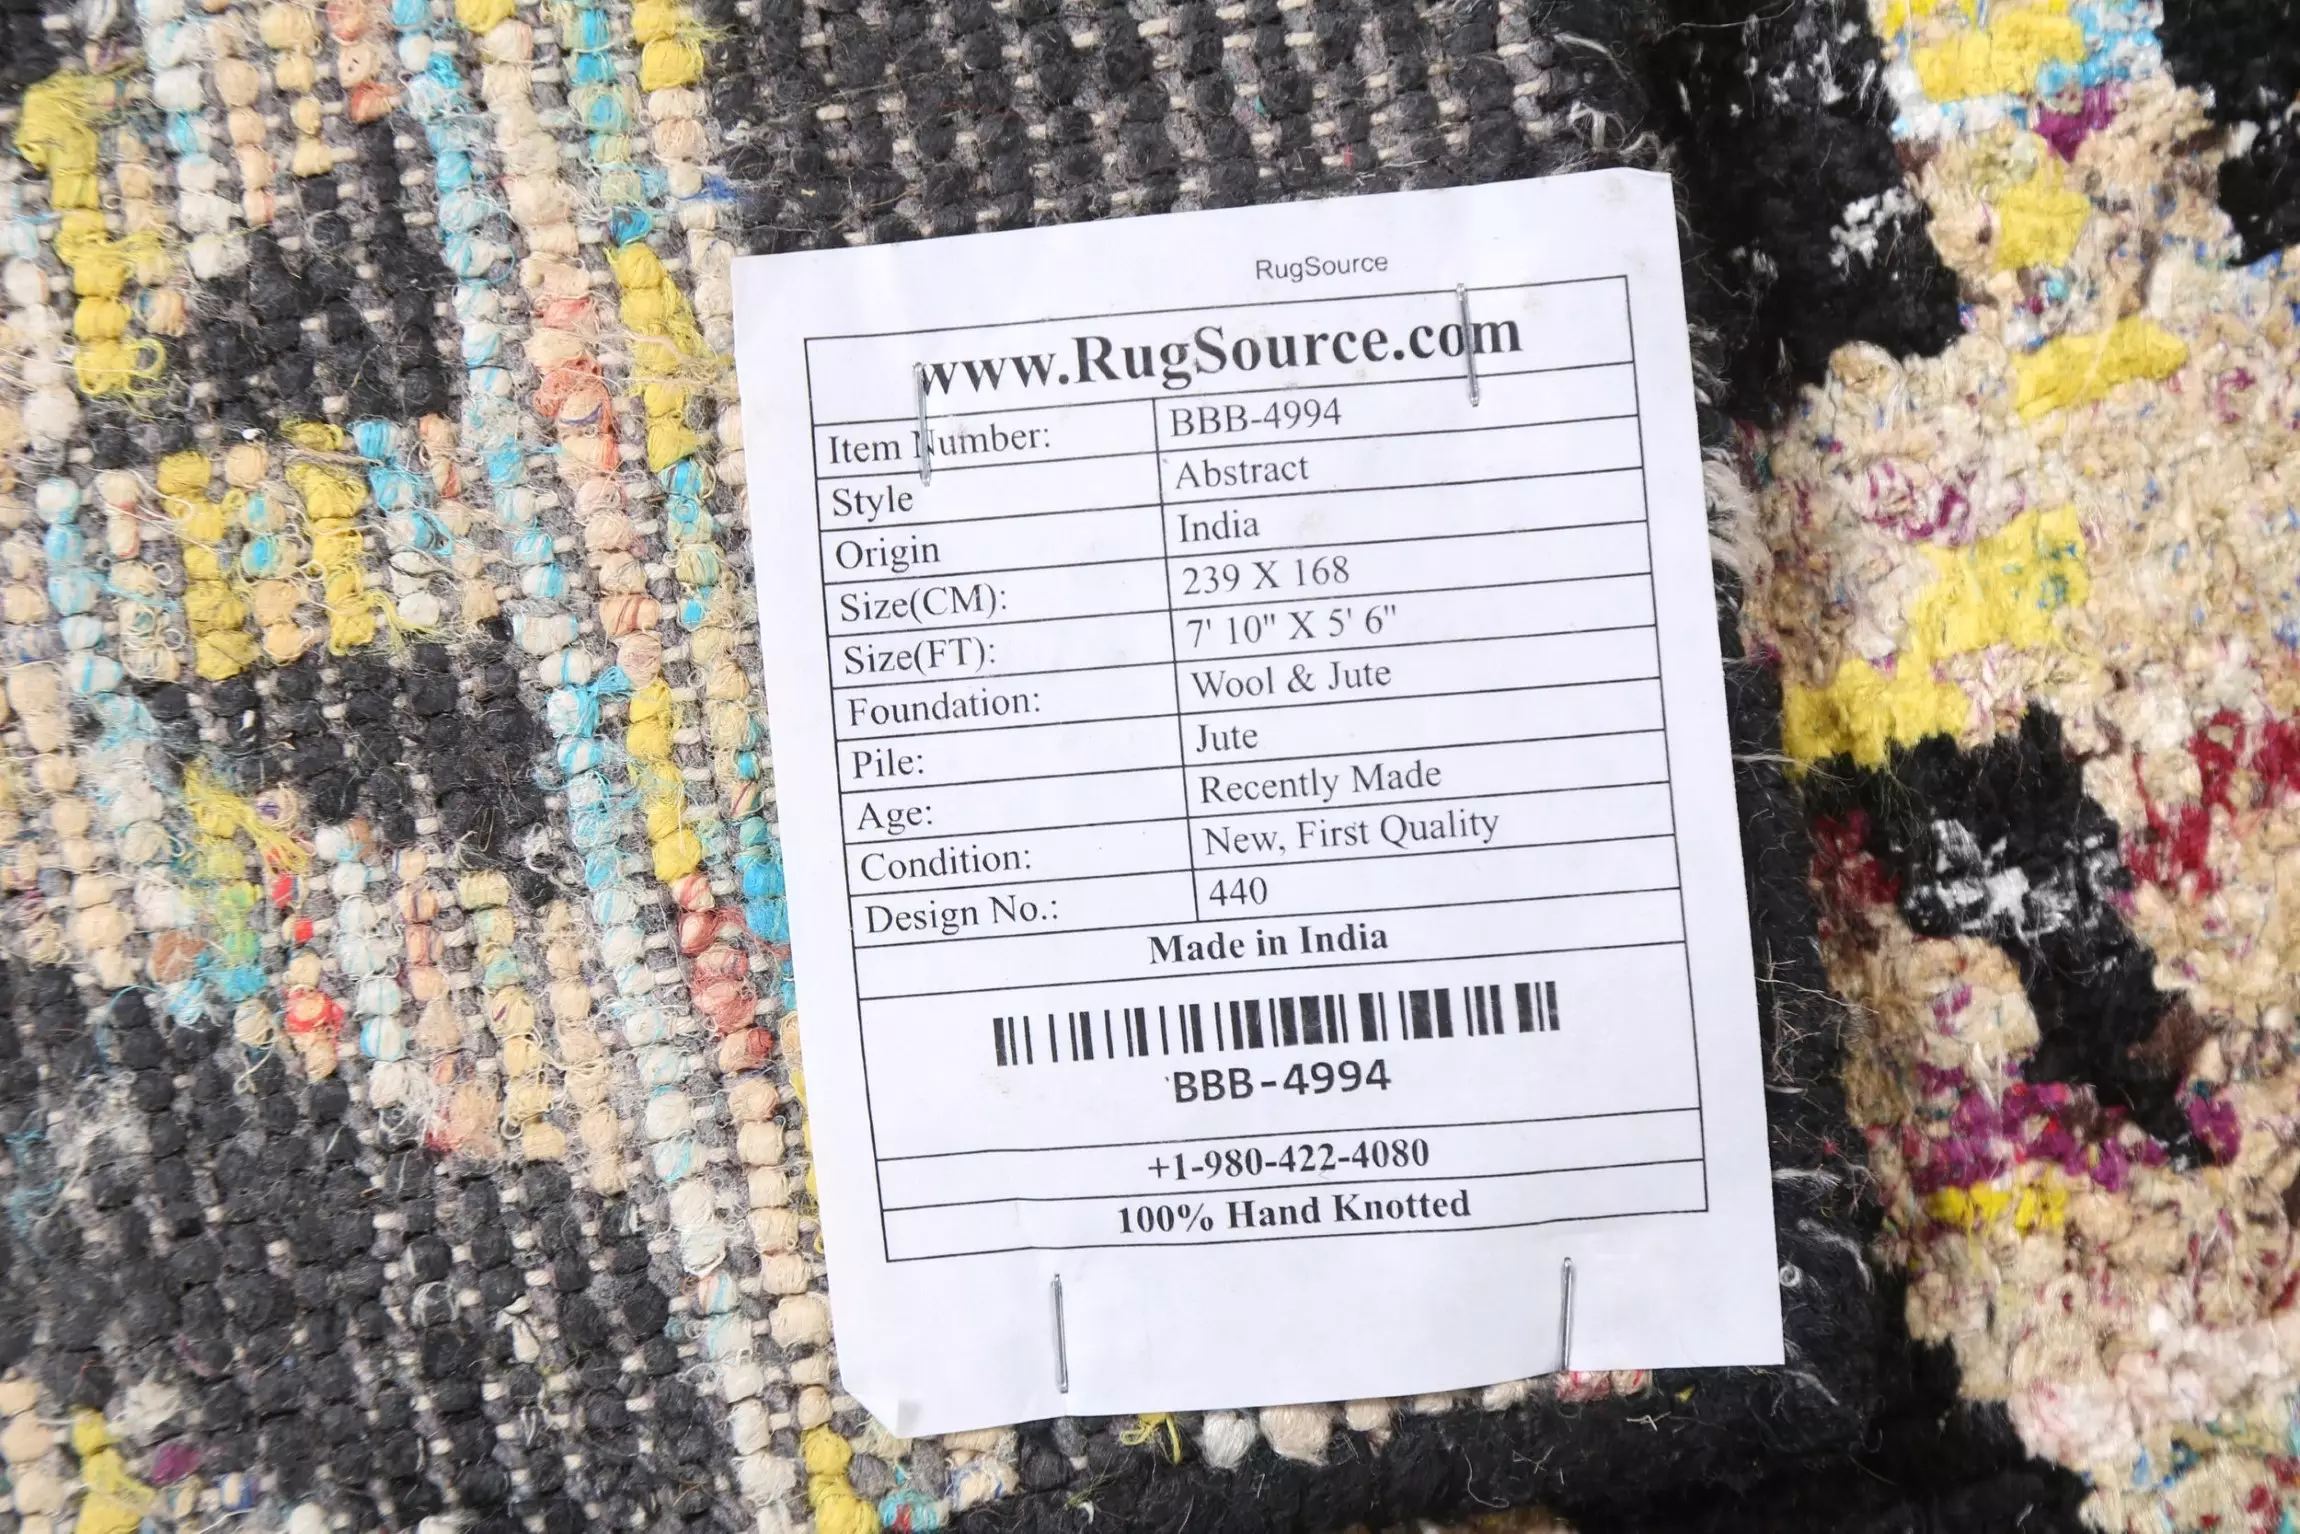 RugSource
www.RugSource.com
Item Number: BBB-4994
Style Abstract
Origin India
Size(CM): 239 X 168
Size(FT): 7' 10" X 5' 6"
Foundation: Wool & Jute
Pile: Jute
Age: Recently Made
Condition: New, First Quality
Design No.: 440
Made in India
BBB-4994
+1-980-422-4080
100% Hand Knotted